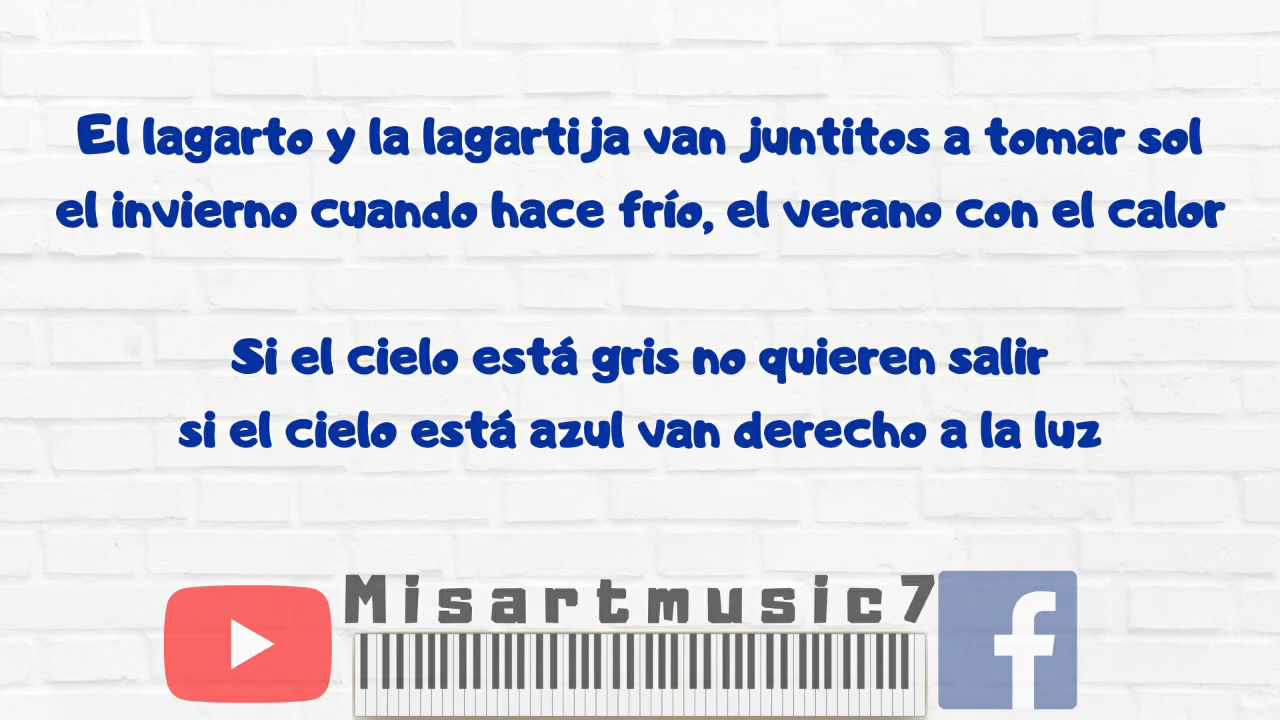 El lagarto y la lagartija van juntitos a tomar sol
el invierno cuando hace frío, el verano con el calor
Si el cielo está gris no quieren salir
si el cielo está azul van derecho a la luz
Misartmusic7
f